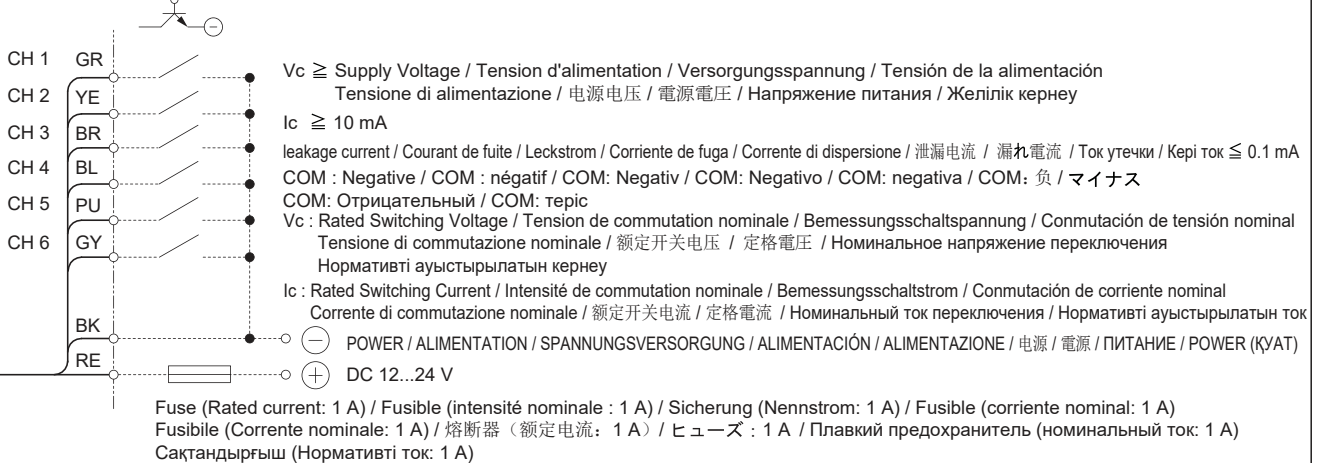 CH 1 GR
CH 2 YE
CH 3 BR
CH 4 BL
CH 5 PU
CH 6 GY
BK
RE
Vc ≧ Supply Voltage / Tension d'alimentation / Versorgungsspannung / Tensión de la alimentación
Tensione di alimentazione / 电源电压 / 電源電圧 / Напряжение питания / Желілік кернеу
Ic ≧ 10 mA
leakage current / Courant de fuite / Leckstrom / Corriente de fuga / Corrente di dispersione / 泄漏电流 / 漏れ電流 / Ток утечки / Кері ток ≦ 0.1 mA
COM : Negative / COM : négatif / COM: Negativ / COM: Negativo / COM: negativa / COM: 负 / マイナス
COM: Отрицательный / COM: теріс
Vc : Rated Switching Voltage / Tension de commutation nominale / Bemessungsschaltspannung / Conmutación de tensión nominal
Tensione di commutazione nominale / 额定开关电压 / 定格電圧 / Номинальное напряжение переключения
Нормативті ауыстырылатын кернеу
Ic : Rated Switching Current / Intensité de commutation nominale / Bemessungsschaltstrom / Conmutación de corriente nominal
Corrente di commutazione nominale / 额定开关电流 / 定格電流 / Номинальный ток переключения / Нормативті ауыстырылатын ток
POWER / ALIMENTATION / SPANNUNGSVERSORGUNG / ALIMENTACIÓN / ALIMENTAZIONE / 电源 / 電源 / ПИТАНИЕ / POWER (ҚУАТ)
DC 12...24 V
Fuse (Rated current: 1 A) / Fusible (intensité nominale : 1 A) / Sicherung (Nennstrom: 1 A) / Fusible (corriente nominal: 1 A)
Fusibile (Corrente nominale: 1 A) / 熔断器（额定电流：1 A）/ ヒューズ : 1 A / Плавкий предохранитель (номинальный ток: 1 A)
Сақтандырғыш (Нормативті ток: 1 A)